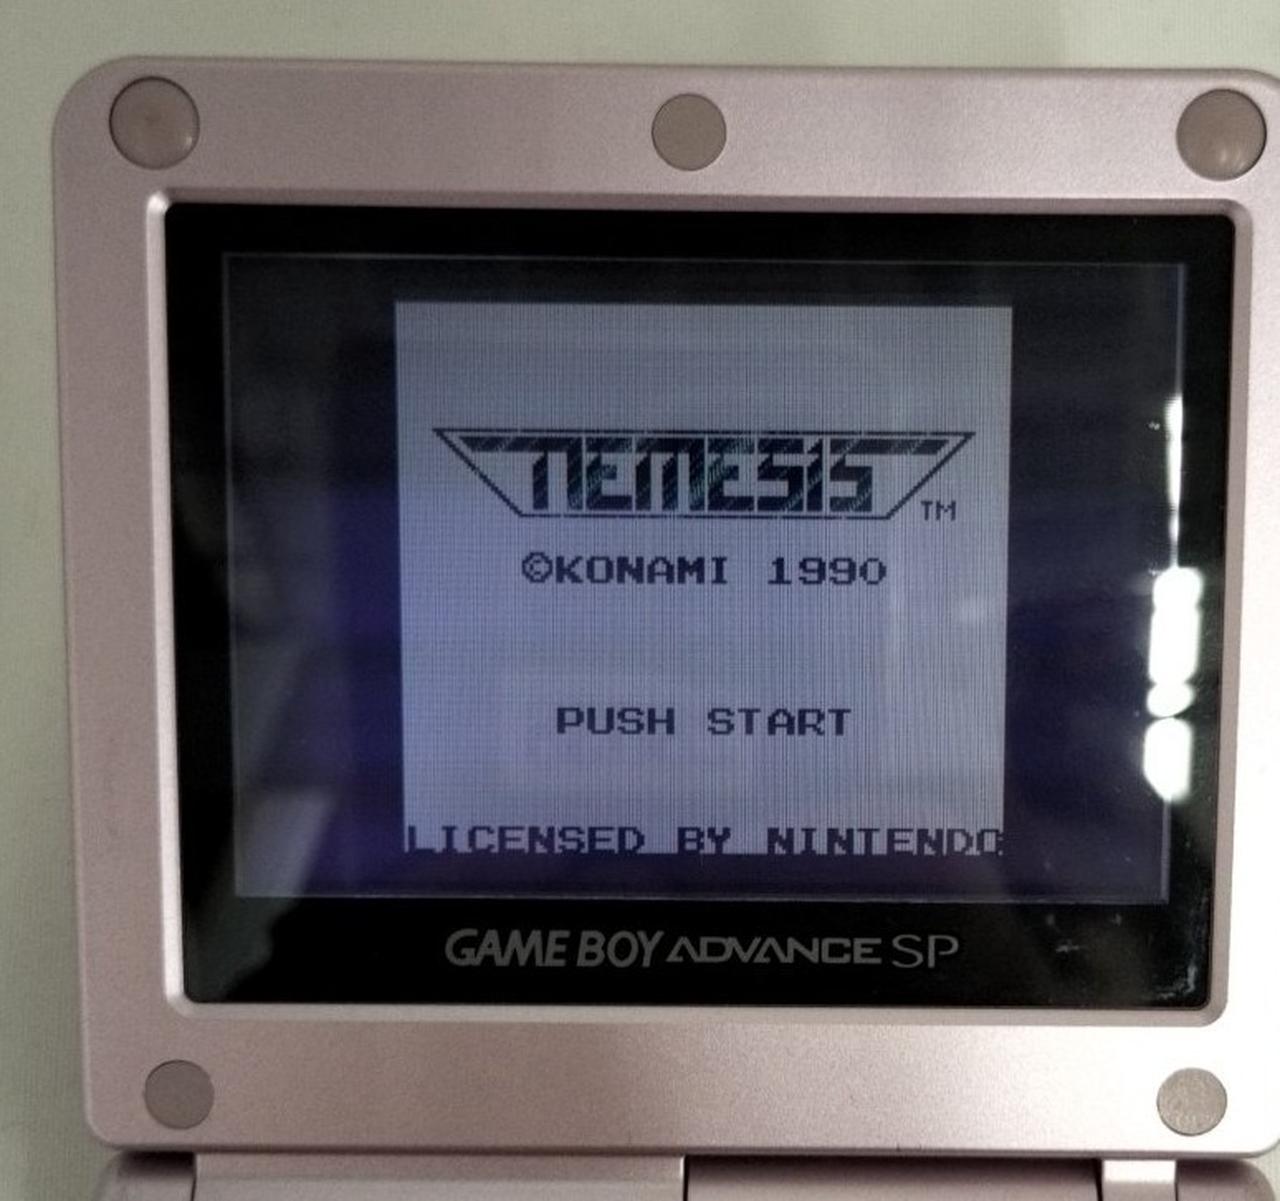 NEMESIS TM
©KONAMI 1990
PUSH START
LICENSED BY NINTENDO
GAME BOY ADVANCE SP